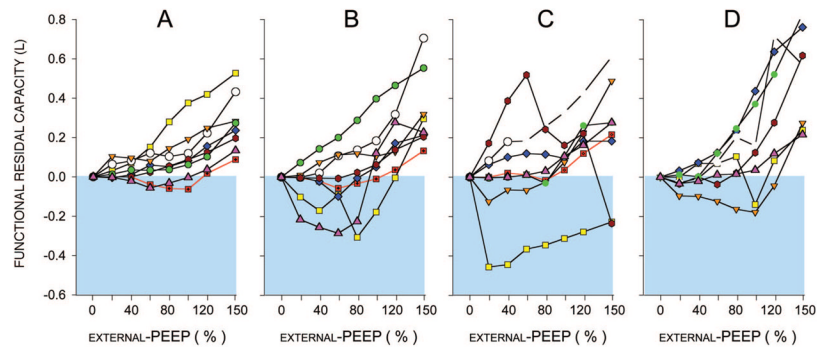 A B C D
FUNCTIONAL RESIDAL CAPACITY (L)
0.8
0.6
0.4
0.2
0.0
-0.2
-0.4
-0.6
0 40 80 120 150
0 40 80 120 150
0 40 80 120 150
0 40 80 120 150
EXTERNAL-PEEP ( % )
EXTERNAL-PEEP ( % )
EXTERNAL-PEEP ( % )
EXTERNAL-PEEP ( % )